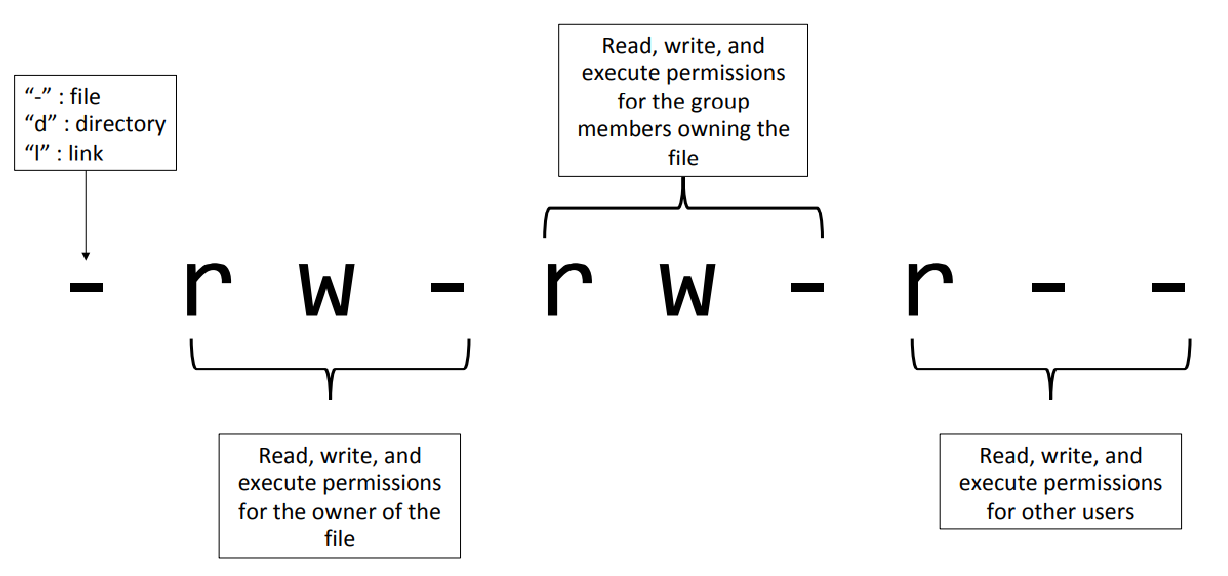 Read, write, and
execute permissions
for the group
members owning the
file
“-” : file
“d” : directory
“l” : link
- r w - r w - r - -
Read, write, and
execute permissions
for the owner of the
file
Read, write, and
execute permissions
for other users